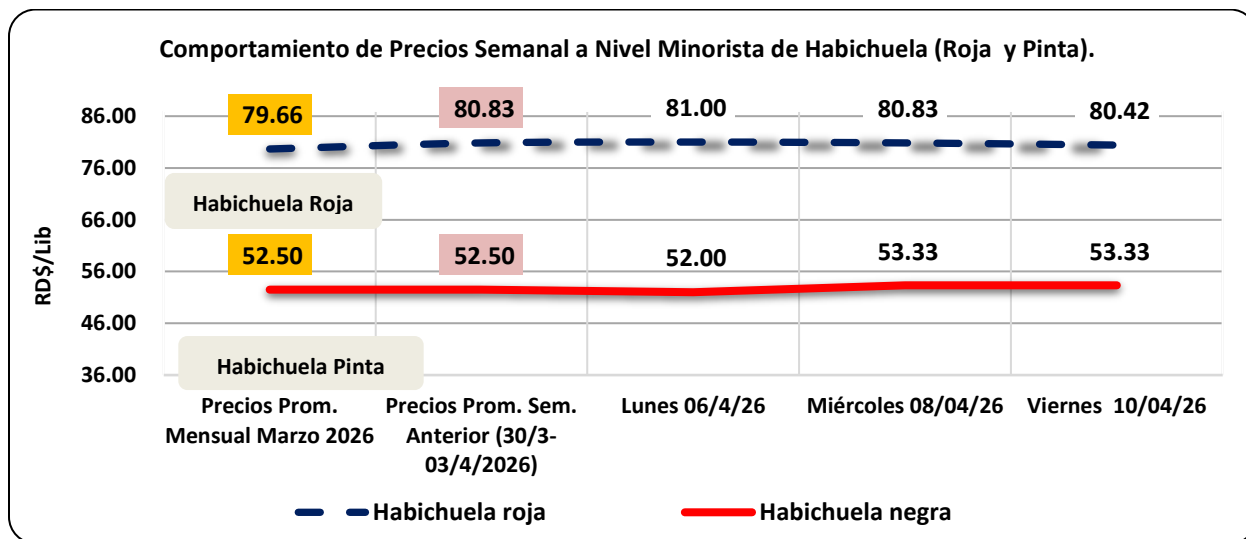 Comportamiento de Precios Semanal a Nivel Minorista de Habichuela (Roja y Pinta).
RD$/Lib
86.00
76.00
66.00
56.00
46.00
36.00
79.66
80.83
81.00
80.83
80.42
Habichuela Roja
52.50
52.50
52.00
53.33
53.33
Habichuela Pinta
Precios Prom.
Mensual Marzo 2026
Precios Prom. Sem.
Anterior (30/3-
03/4/2026)
Lunes 06/4/26
Miércoles 08/04/26
Viernes 10/04/26
Habichuela roja
Habichuela negra